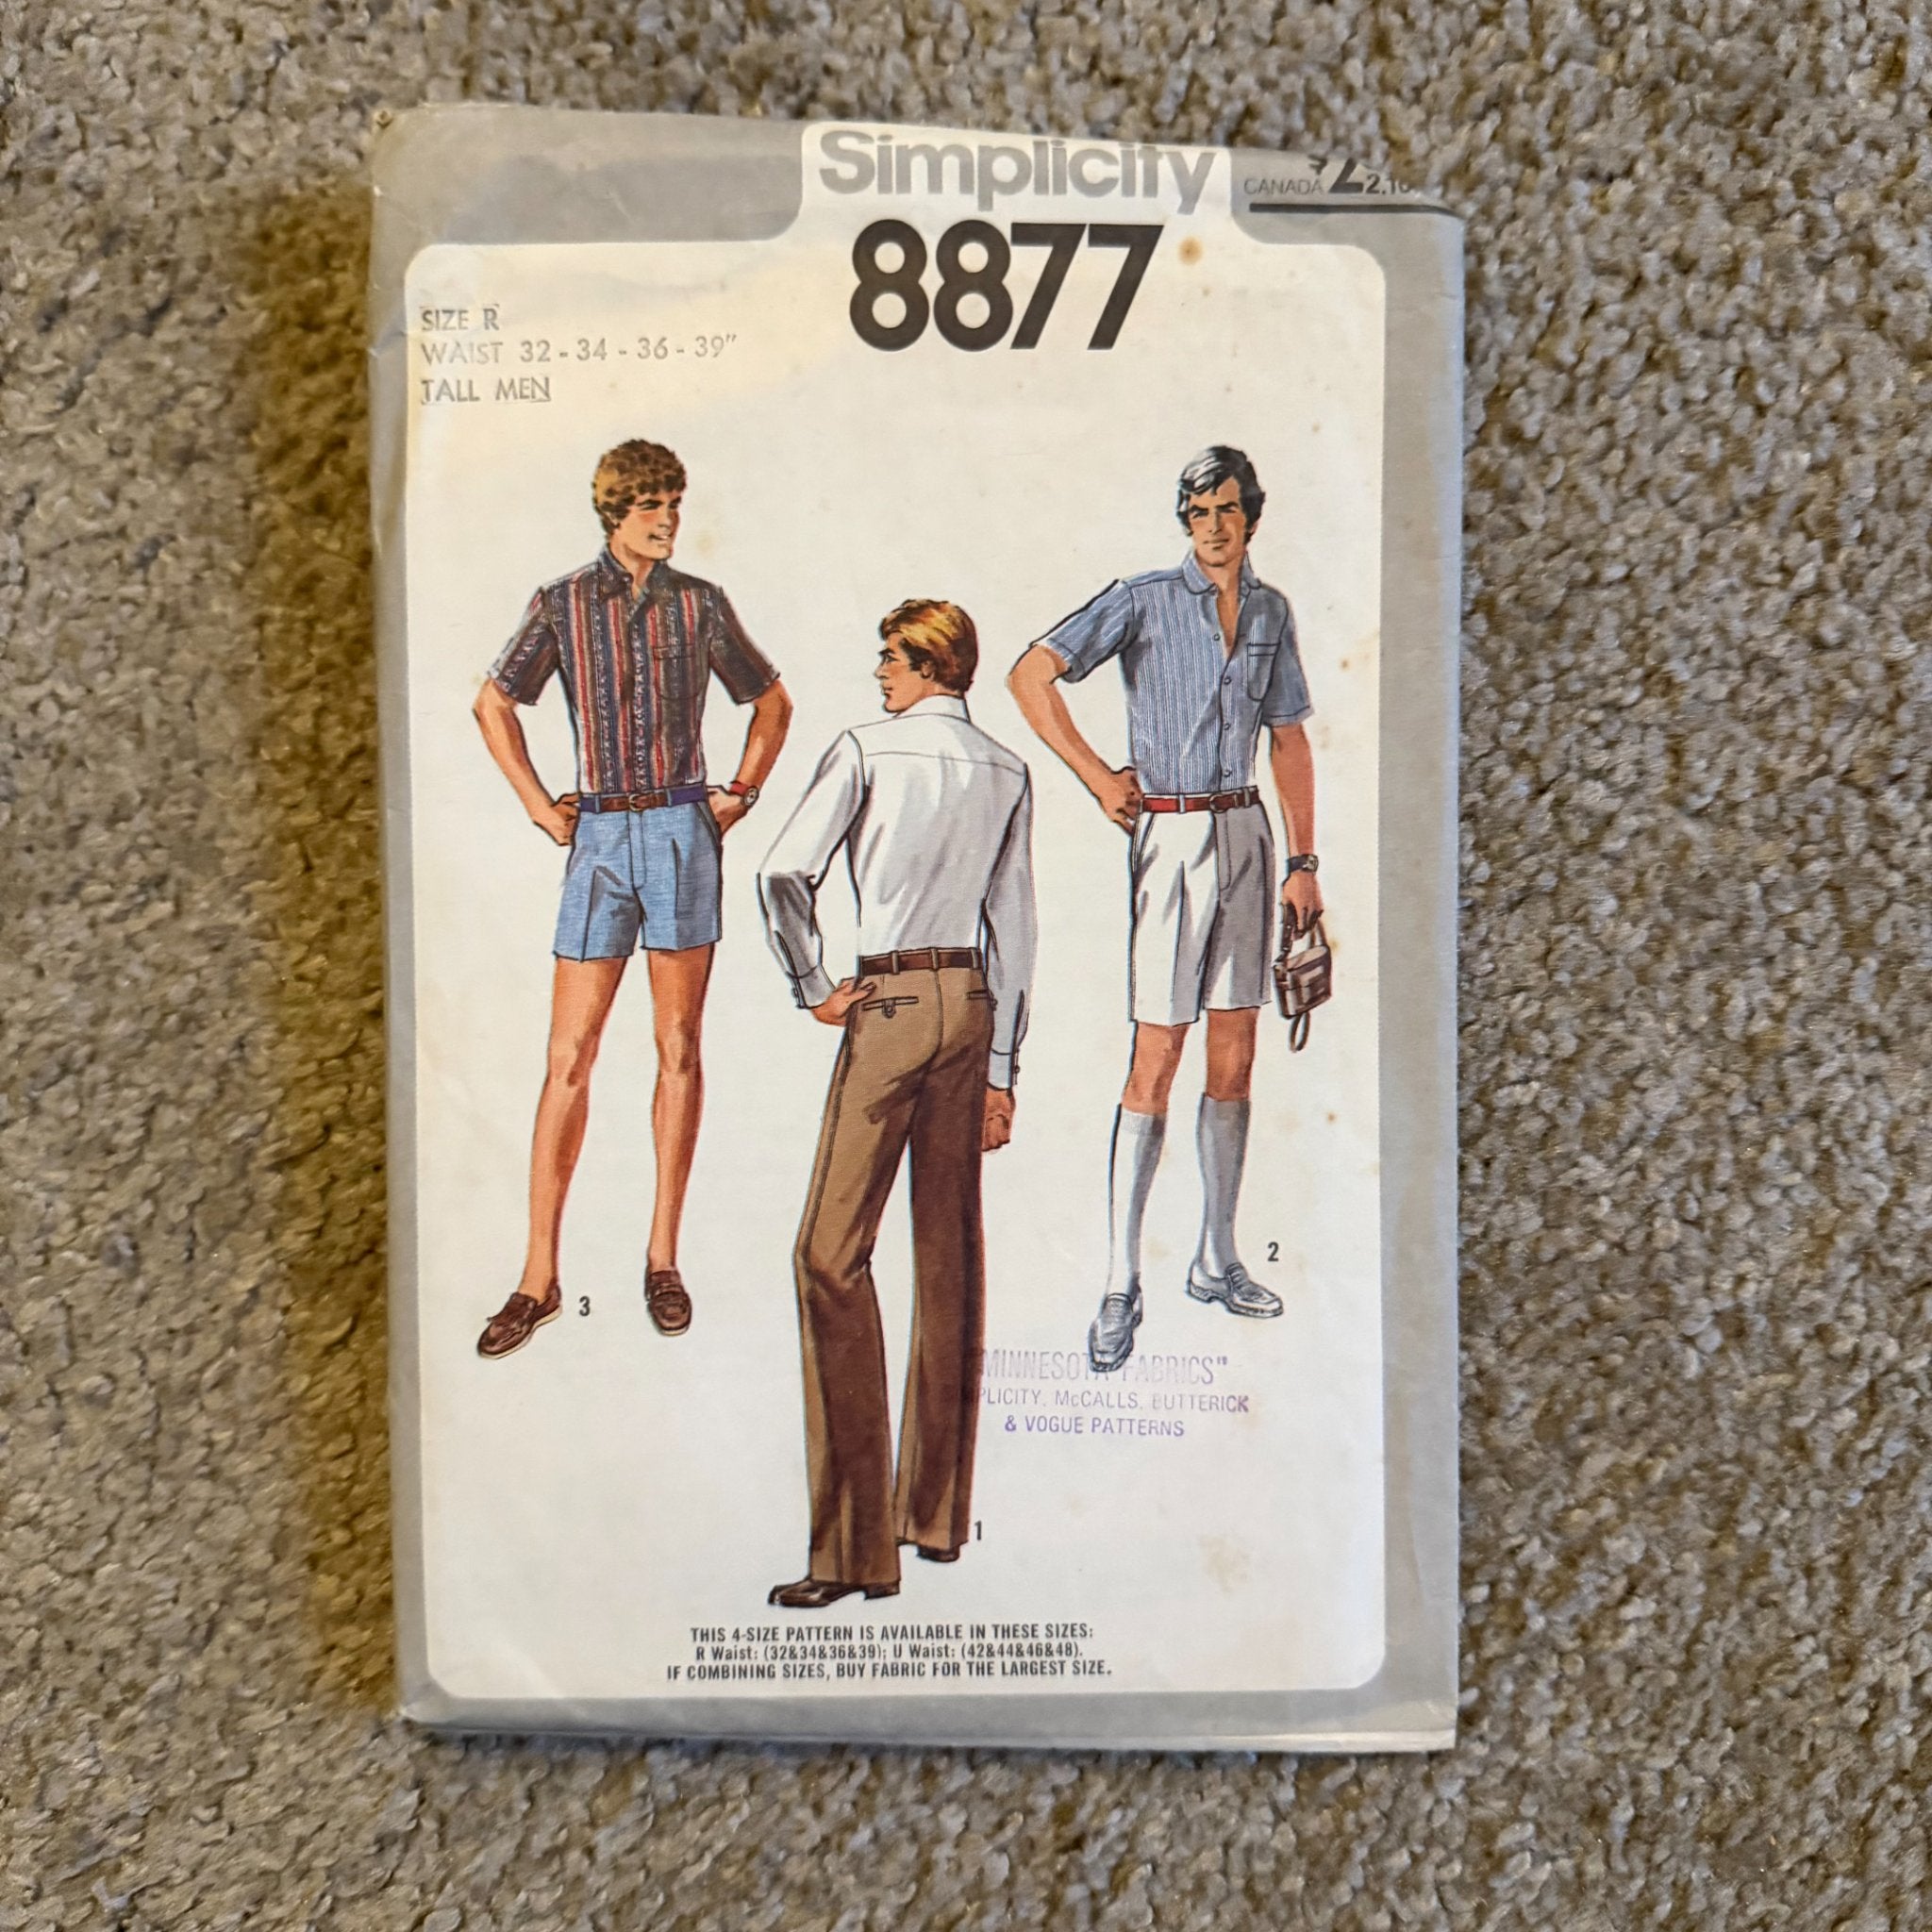 Simplicity
CANADA 2.10
8877
SIZE R
WAIST 32 - 34 - 36 - 39"
TALL MEN
3
2
1
"MINNESOTA FABRICS"
PLICITY, McCALLS, BUTTERICK
& VOGUE PATTERNS
THIS 4-SIZE PATTERN IS AVAILABLE IN THESE SIZES:
R Waist: (32&34&36&39); U Waist: (42&44&46&48).
IF COMBINING SIZES, BUY FABRIC FOR THE LARGEST SIZE.